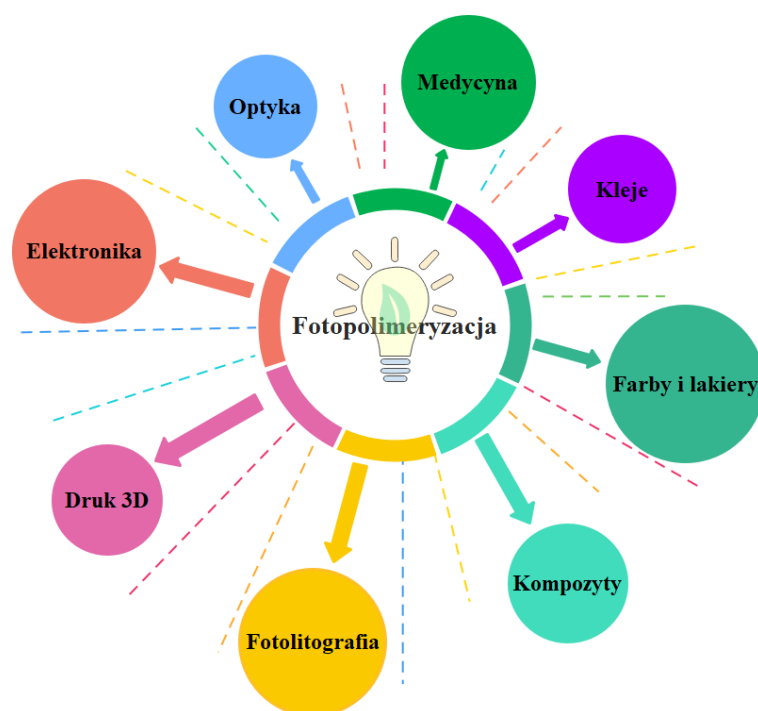 Medycyna
Optyka
Kleje
Elektronika
Fotopolimeryzacja
Farby i lakiery
Druk 3D
Kompozyty
Fotolitografia